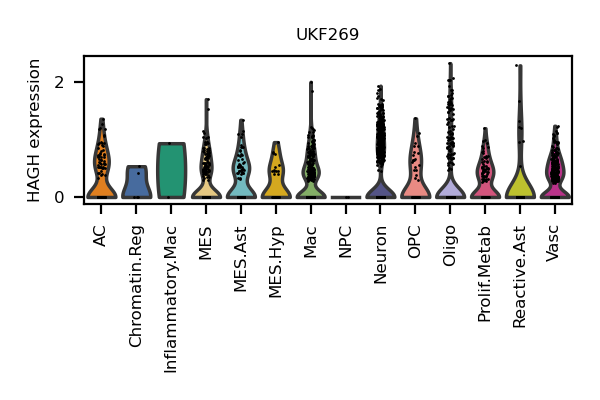 UKF269
HAGH expression
2
0
AC
Chromatin.Reg
Inflammatory.Mac
MES
MES.Ast
MES.Hyp
Mac
NPC
Neuron
OPC
Oligo
Prolif.Metab
Reactive.Ast
Vasc